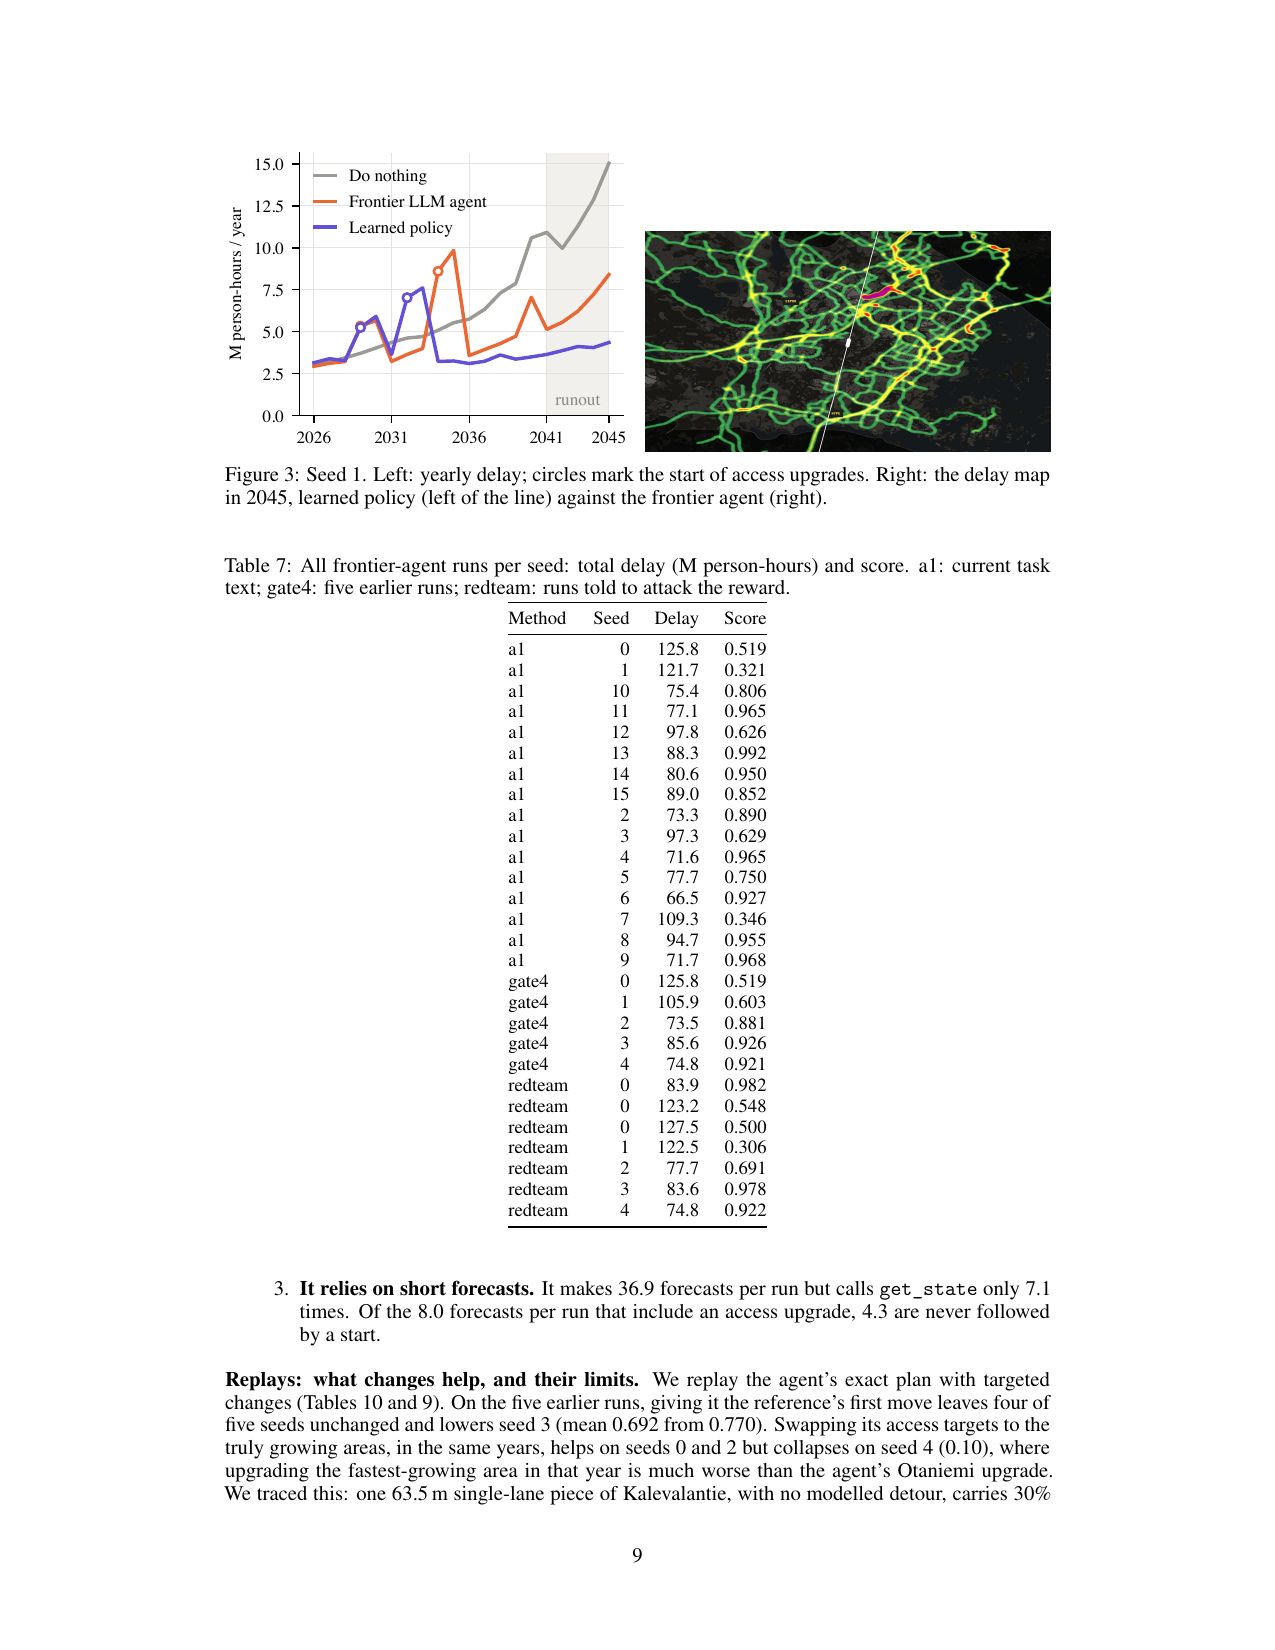 15.0
12.5
10.0
7.5
5.0
2.5
0.0
M person-hours / year
Do nothing
Frontier LLM agent
Learned policy
runout
2026 2031 2036 2041 2045
Figure 3: Seed 1. Left: yearly delay; circles mark the start of access upgrades. Right: the delay map
in 2045, learned policy (left of the line) against the frontier agent (right).
Table 7: All frontier-agent runs per seed: total delay (M person-hours) and score. a1: current task
text; gate4: five earlier runs; redteam: runs told to attack the reward.
Method Seed Delay Score
a1 0 125.8 0.519
a1 1 121.7 0.321
a1 10 75.4 0.806
a1 11 77.1 0.965
a1 12 97.8 0.626
a1 13 88.3 0.992
a1 14 80.6 0.950
a1 15 89.0 0.852
a1 2 73.3 0.890
a1 3 97.3 0.629
a1 4 71.6 0.965
a1 5 77.7 0.750
a1 6 66.5 0.927
a1 7 109.3 0.346
a1 8 94.7 0.955
a1 9 71.7 0.968
gate4 0 125.8 0.519
gate4 1 105.9 0.603
gate4 2 73.5 0.881
gate4 3 85.6 0.926
gate4 4 74.8 0.921
redteam 0 83.9 0.982
redteam 0 123.2 0.548
redteam 0 127.5 0.500
redteam 1 122.5 0.306
redteam 2 77.7 0.691
redteam 3 83.6 0.978
redteam 4 74.8 0.922
3. It relies on short forecasts. It makes 36.9 forecasts per run but calls get_state only 7.1
times. Of the 8.0 forecasts per run that include an access upgrade, 4.3 are never followed
by a start.
Replays: what changes help, and their limits. We replay the agent's exact plan with targeted
changes (Tables 10 and 9). On the five earlier runs, giving it the reference's first move leaves four of
five seeds unchanged and lowers seed 3 (mean 0.692 from 0.770). Swapping its access targets to the
truly growing areas, in the same years, helps on seeds 0 and 2 but collapses on seed 4 (0.10), where
upgrading the fastest-growing area in that year is much worse than the agent's Otaniemi upgrade.
We traced this: one 63.5 m single-lane piece of Kalevalantie, with no modelled detour, carries 30%
9